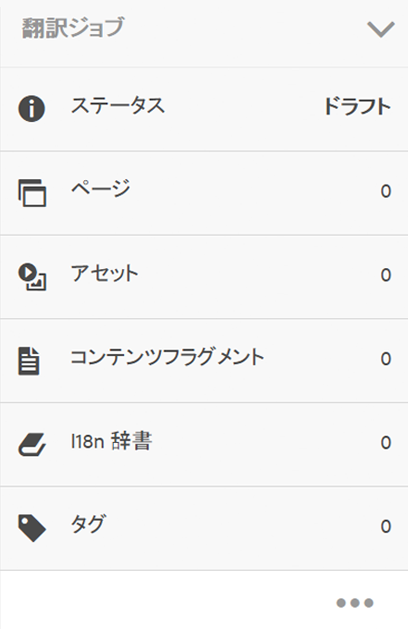 翻訳ジョブ
ステータス ドラフト
ページ 0
アセット 0
コンテンツフラグメント 0
I18n 辞書 0
タグ 0